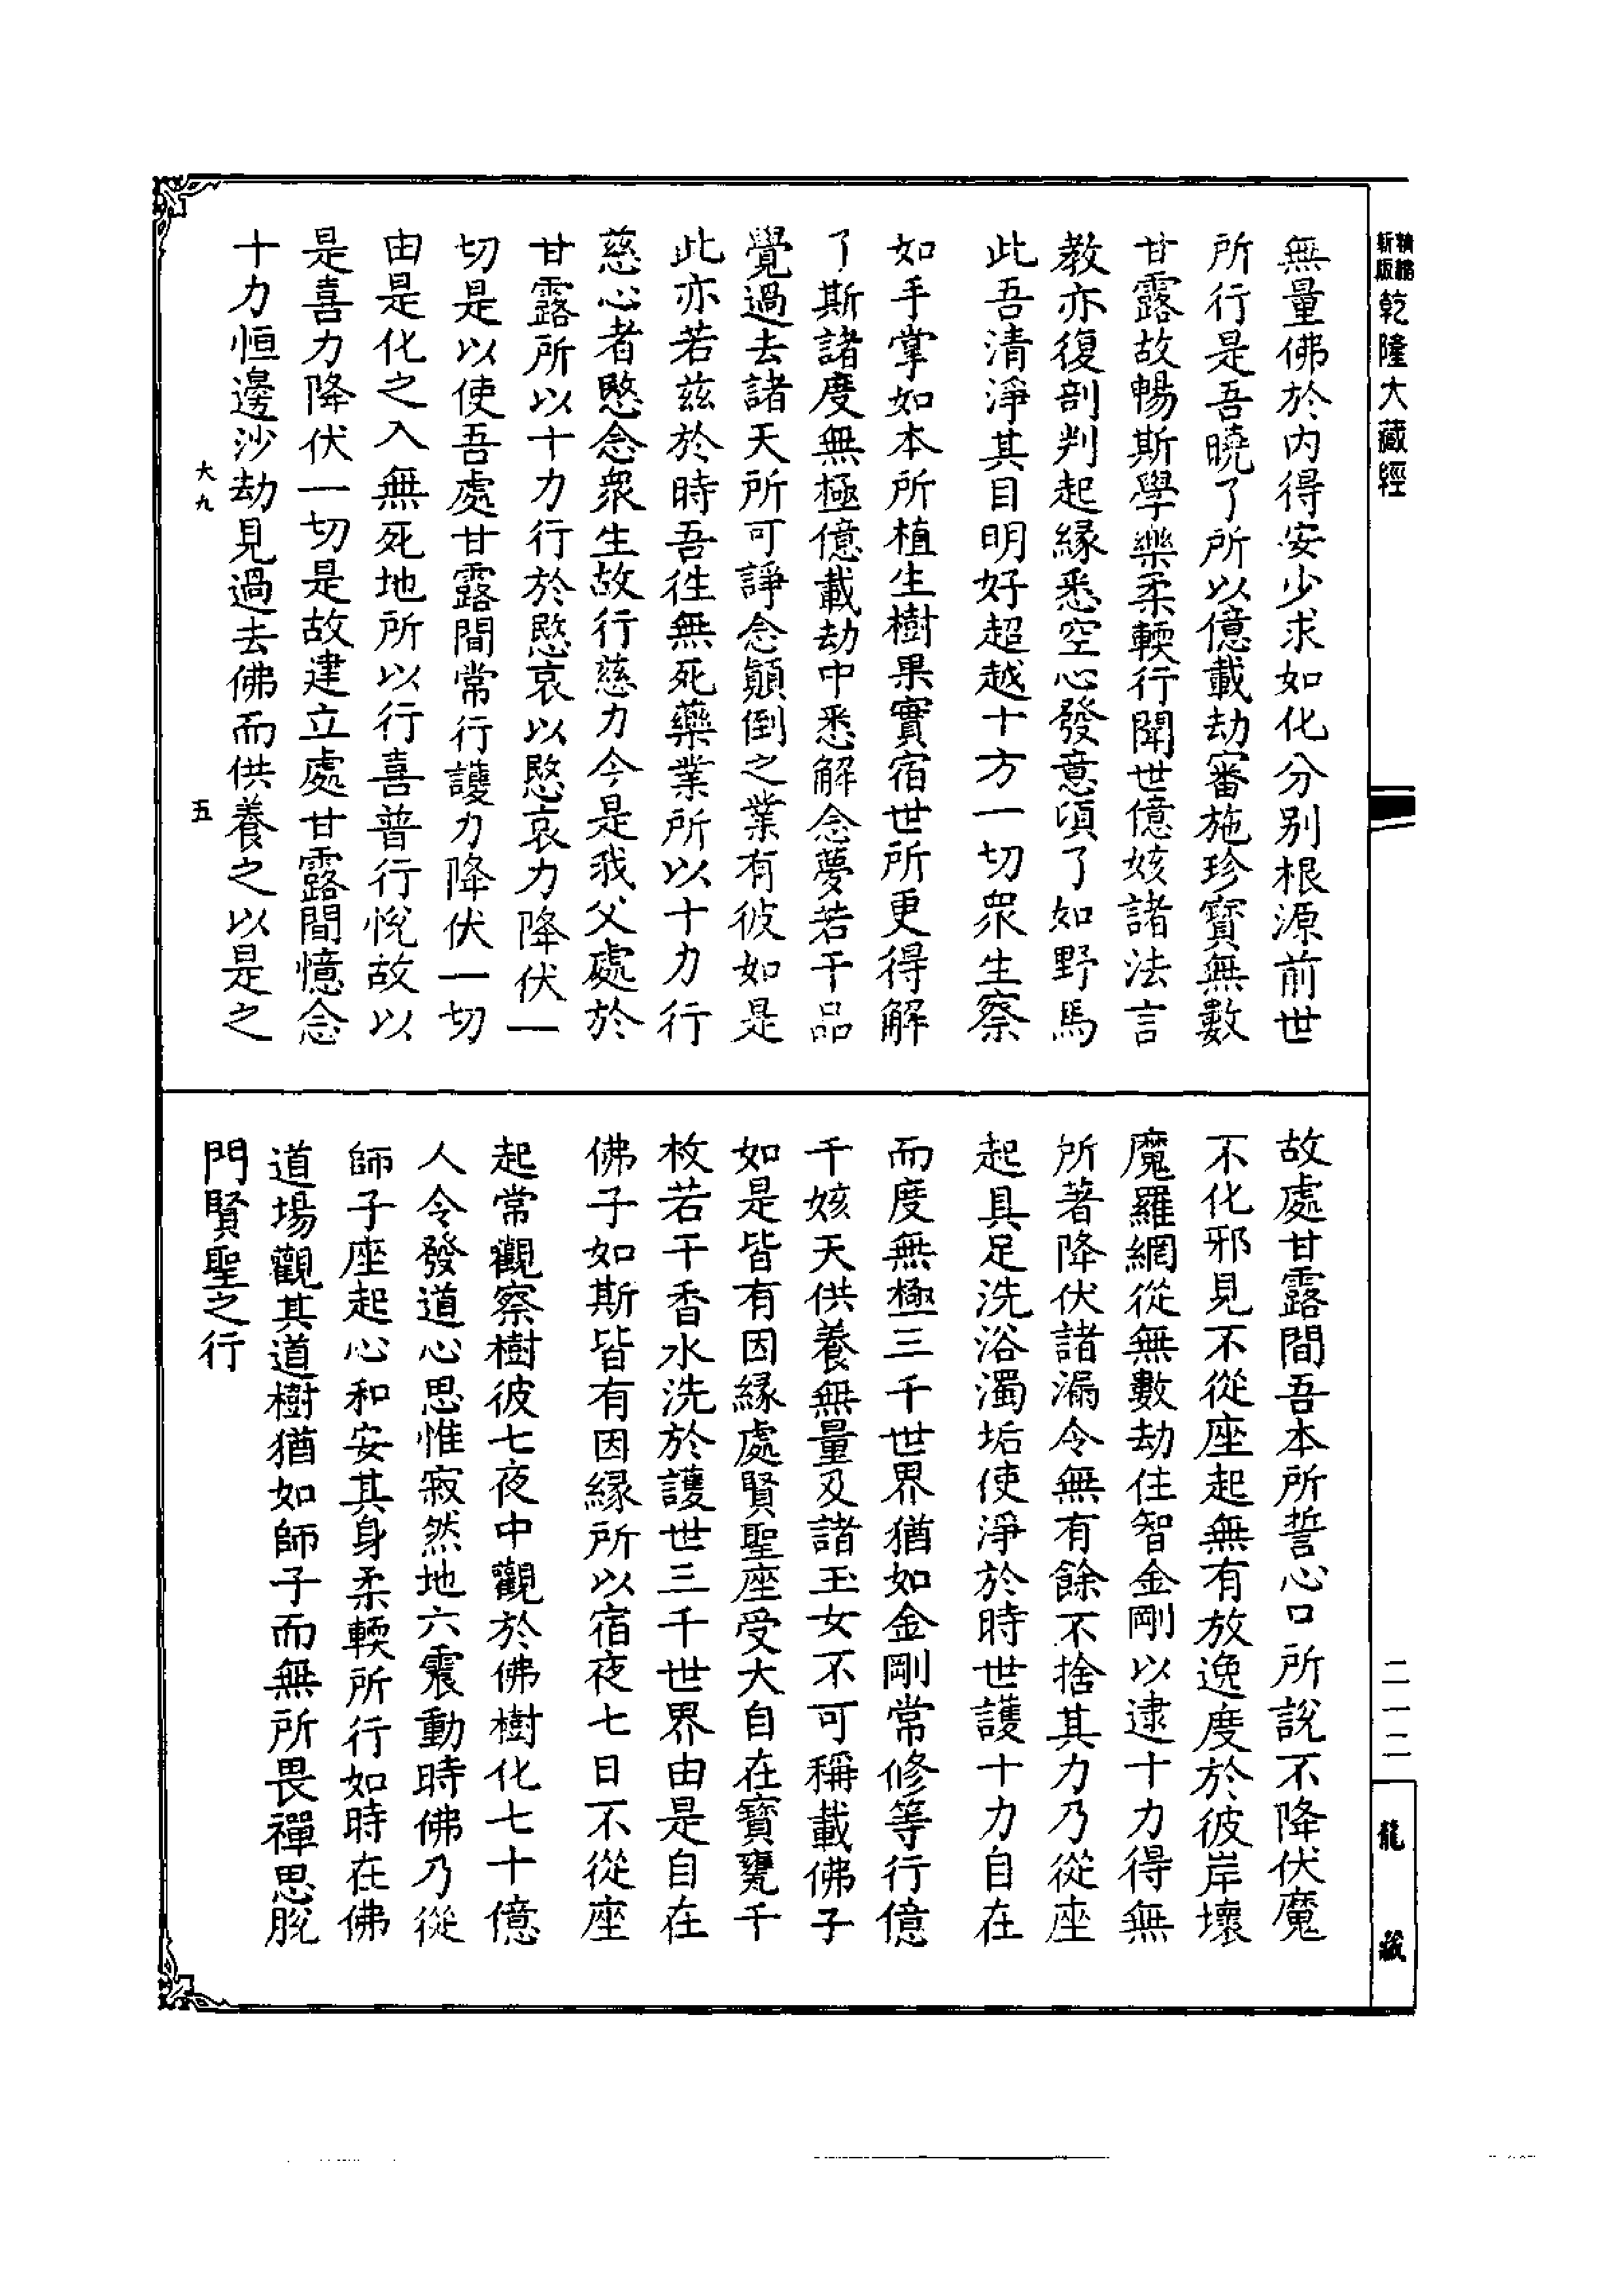 精縮
新版
乾隆大藏經
無量佛於內得安少求如化分别根源前世
所行是吾曉了所以億載劫審施珍寶無數
甘露故暢斯學樂柔輭行聞世億姟諸法言
教亦復剖判起緣悉空心發意頃了如野馬
此吾清淨其目明好超越十方一切眾生察
如手掌如本所植生樹果實宿世所更得解
了斯諸度無極億載劫中悉解念夢若干品
覺過去諸天所可諍念顛倒之業有彼如是
此亦若茲於時吾往無死藥業所以十力行
慈心者愍念眾生故行慈力今是我父處於
甘露所以十力行於愍哀以愍哀力降伏一
切是以使吾處甘露間常行護力降伏一切
由是化之入無死地所以行喜普行悅故以
是喜力降伏一切是故建立處甘露間憶念
十力恒邊沙劫見過去佛而供養之以是之
大九
五
故處甘露間吾本所誓心口所說不降伏魔
不化邪見不從座起無有放逸度於彼岸壞
魔羅網從無數劫住智金剛以逮十力得無
所著降伏諸漏令無有餘不捨其力乃從座
起具足洗浴濁垢使淨於時世護十力自在
而度無極三千世界猶如金剛常修等行億
千姟天供養無量及諸玉女不可稱載佛子
如是皆有因緣處賢聖座受大自在寶甕千
枚若干香水洗於護世三千世界由是自在
佛子如斯皆有因緣所以宿夜七日不從座
起常觀察樹彼七夜中觀於佛樹化七十億
人令發道心思惟寂然地六震動時佛乃從
師子座起心和安其身柔輭所行如時在佛
道場觀其道樹猶如師子而無所畏禪思脫
門賢聖之行
二一二
龍藏